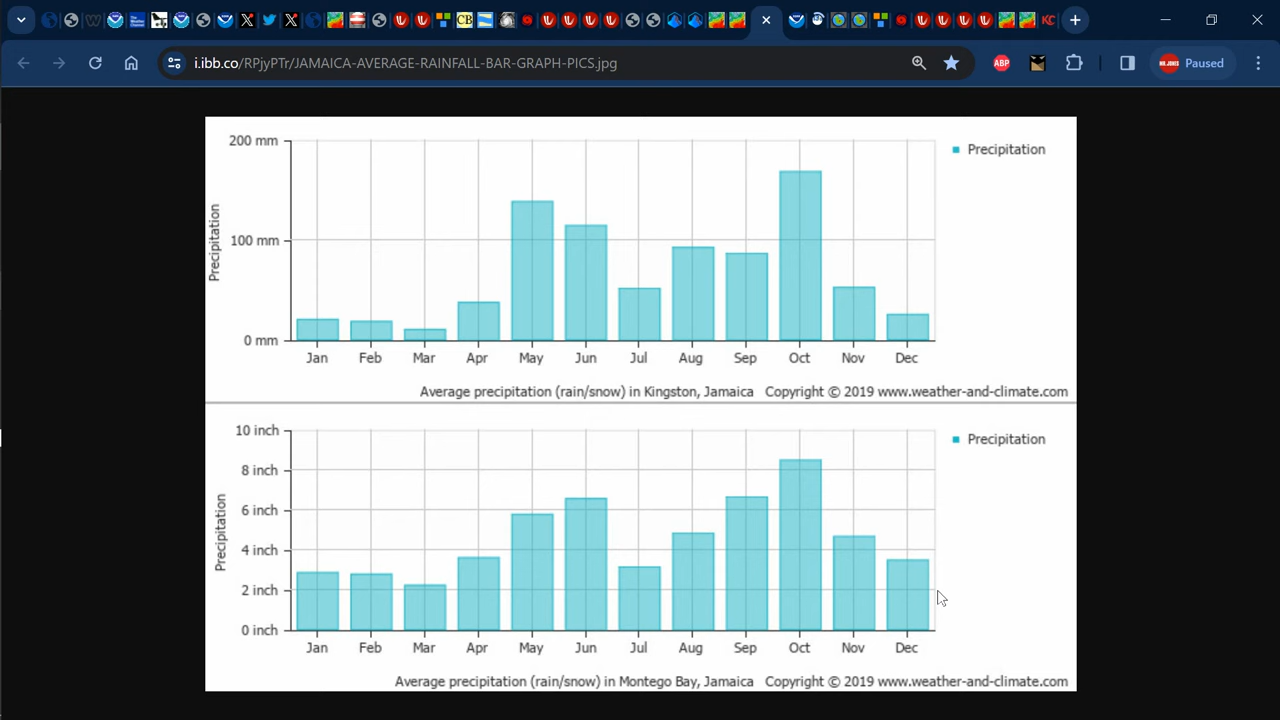 CB
KC
i.ibb.co/RPjyPTr/JAMAICA-AVERAGE-RAINFALL-BAR-GRAPH-PICS.jpg
ABP
Paused
200 mm
100 mm
0 mm
Precipitation
Precipitation
Jan Feb Mar Apr May Jun Jul Aug Sep Oct Nov Dec
Average precipitation (rain/snow) in Kingston, Jamaica Copyright © 2019 www.weather-and-climate.com
10 inch
8 inch
6 inch
4 inch
2 inch
0 inch
Precipitation
Precipitation
Jan Feb Mar Apr May Jun Jul Aug Sep Oct Nov Dec
Average precipitation (rain/snow) in Montego Bay, Jamaica Copyright © 2019 www.weather-and-climate.com